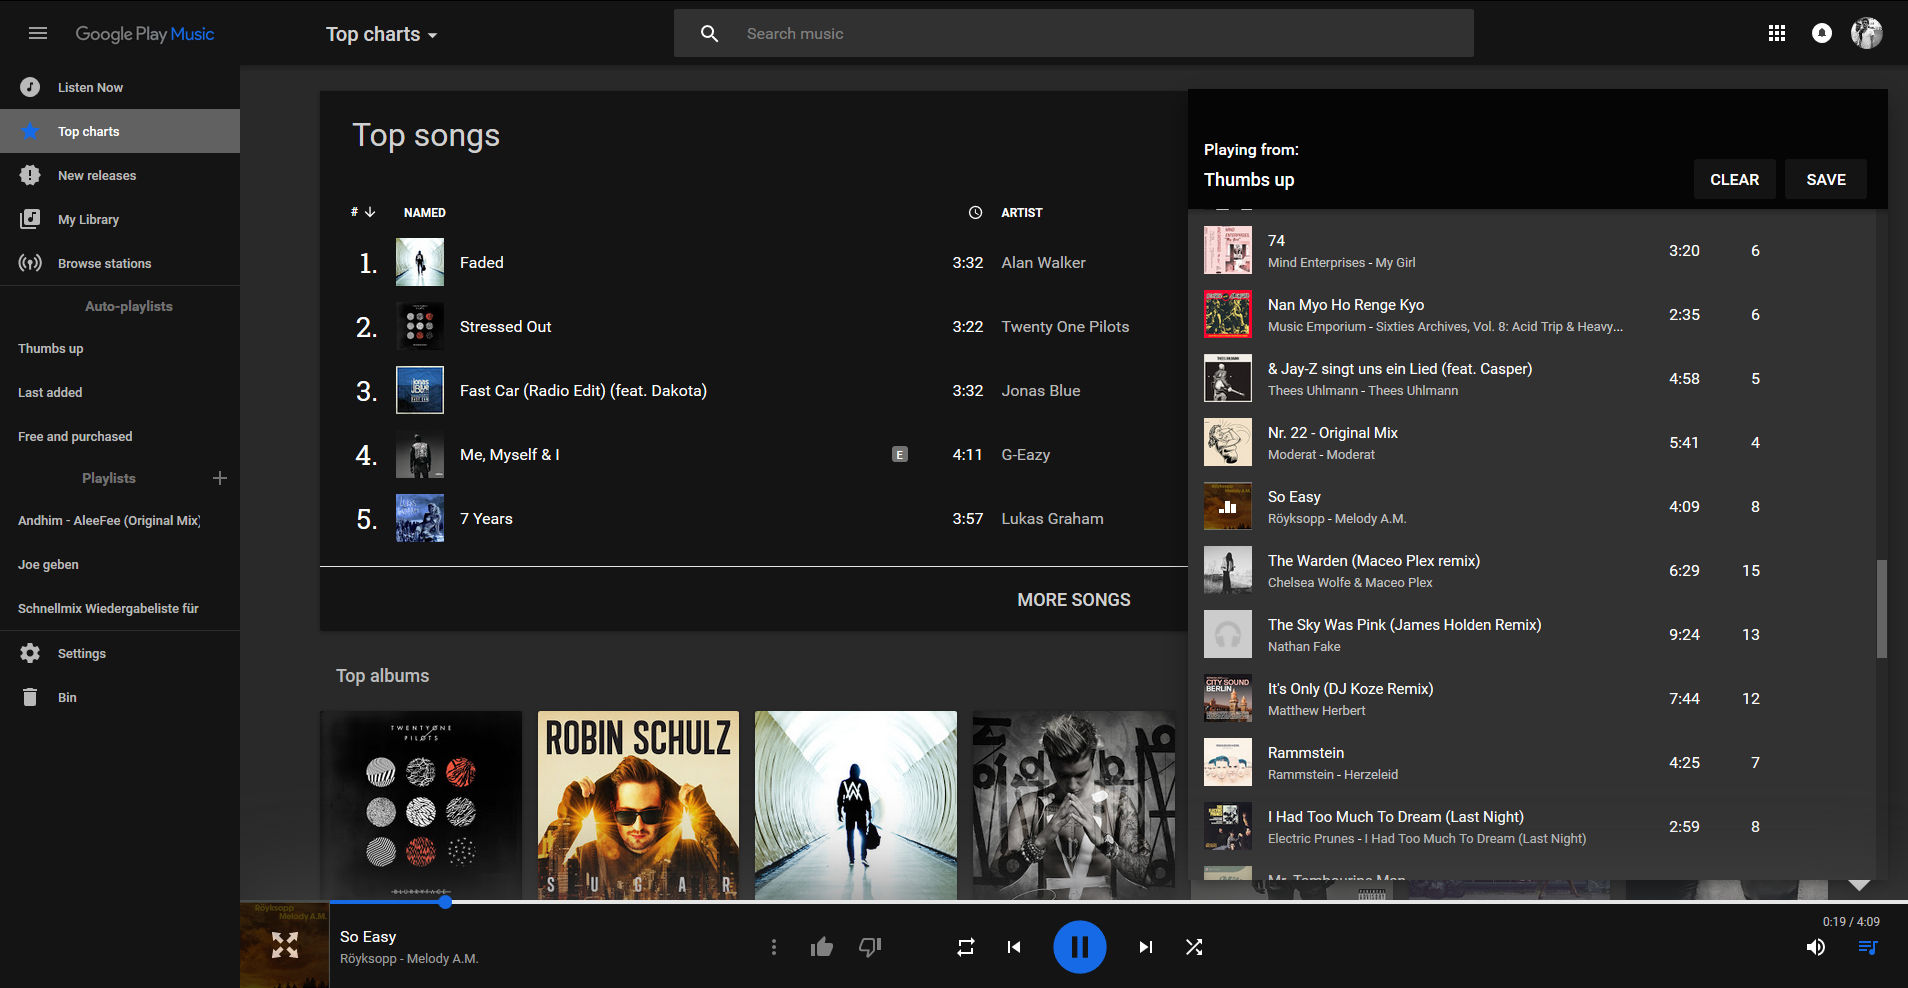 Google Play Music
Top charts
Search music
Listen Now
Top charts
New releases
My Library
Browse stations
Auto-playlists
Thumbs up
Last added
Free and purchased
Playlists
Andhim - AleeFee (Original Mix)
Joe geben
Schnellmix Wiedergabeliste für
Settings
Bin
Top songs
# NAMED ARTIST
1. Faded 3:32 Alan Walker
2. Stressed Out 3:22 Twenty One Pilots
3. Fast Car (Radio Edit) (feat. Dakota) 3:32 Jonas Blue
4. Me, Myself & I E 4:11 G-Eazy
5. 7 Years 3:57 Lukas Graham
MORE SONGS
Top albums
TWENTY ONE
PILOTS
BLURRYFACE
ROBIN SCHULZ
SUGAR
Playing from:
Thumbs up
CLEAR SAVE
74 3:20 6
Mind Enterprises - My Girl
Nan Myo Ho Renge Kyo 2:35 6
Music Emporium - Sixties Archives, Vol. 8: Acid Trip & Heavy...
& Jay-Z singt uns ein Lied (feat. Casper) 4:58 5
Thees Uhlmann - Thees Uhlmann
Nr. 22 - Original Mix 5:41 4
Moderat - Moderat
So Easy 4:09 8
Röyksopp - Melody A.M.
The Warden (Maceo Plex remix) 6:29 15
Chelsea Wolfe & Maceo Plex
The Sky Was Pink (James Holden Remix) 9:24 13
Nathan Fake
CITY SOUND
BERLIN
It's Only (DJ Koze Remix) 7:44 12
Matthew Herbert
Rammstein 4:25 7
Rammstein - Herzeleid
I Had Too Much To Dream (Last Night) 2:59 8
Electric Prunes - I Had Too Much To Dream (Last Night)
Mr. Tambourine Man
Röyksopp
Melody A.M.
So Easy
Röyksopp - Melody A.M.
0:19 / 4:09